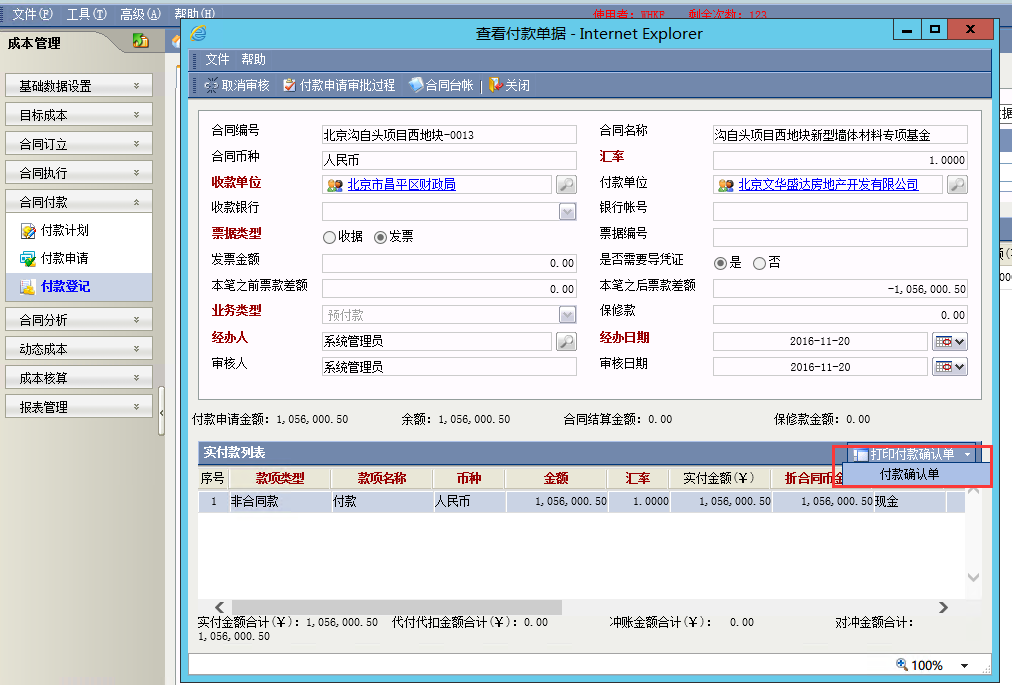 文件(F) 工具(T) 高级(A) 帮助(H)
使用者: WHKF 剩余次数: 123
成本管理
基础数据设置
目标成本
合同订立
合同执行
合同付款
付款计划
付款申请
付款登记
合同分析
动态成本
成本核算
报表管理
查看付款单据 - Internet Explorer
文件 帮助
取消审核 付款申请审批过程 合同台帐 关闭
合同编号 北京沟自头项目西地块-0013 合同名称 沟自头项目西地块新型墙体材料专项基金
合同币种 人民币 汇率 1.0000
收款单位 北京市昌平区财政局 付款单位 北京文华盛达房地产开发有限公司
收款银行 银行帐号
票据类型 收据 发票 票据编号
发票金额 0.00 是否需要导凭证 是 否
本笔之前票款差额 0.00 本笔之后票款差额 -1,056,000.50
业务类型 预付款 保修款 0.00
经办人 系统管理员 经办日期 2016-11-20
审核人 系统管理员 审核日期 2016-11-20
付款申请金额: 1,056,000.50 余额: 1,056,000.50 合同结算金额: 0.00 保修款金额: 0.00
实付款列表 打印付款确认单
付款确认单
序号 款项类型 款项名称 币种 金额 汇率 实付金额(¥) 折合同币金
1 非合同款 付款 人民币 1,056,000.50 1.0000 1,056,000.50 1,056,000.50 现金
实付金额合计(¥): 1,056,000.50 代付代扣金额合计(¥): 0.00 冲账金额合计(¥): 0.00 对冲金额合计:
1,056,000.50
100%